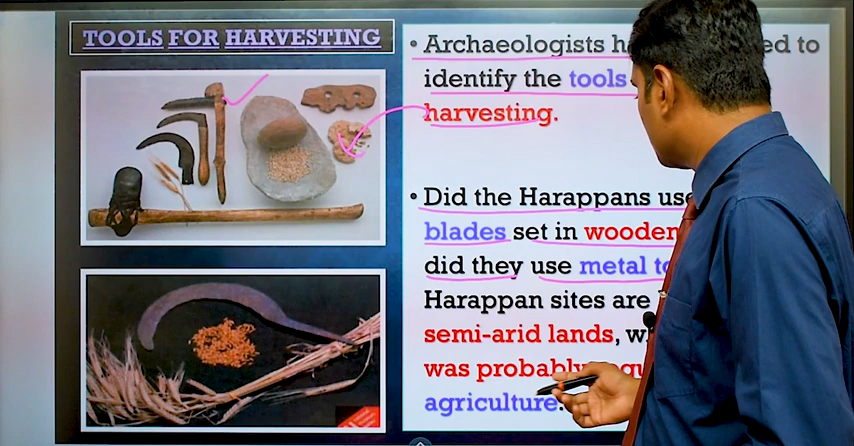 TOOLS FOR HARVESTING
• Archaeologists to
identify the tools
harvesting.
• Did the Harappans use
blades set in wooden
did they use metal
Harappan sites are
semi-arid lands,
was probably
agriculture.